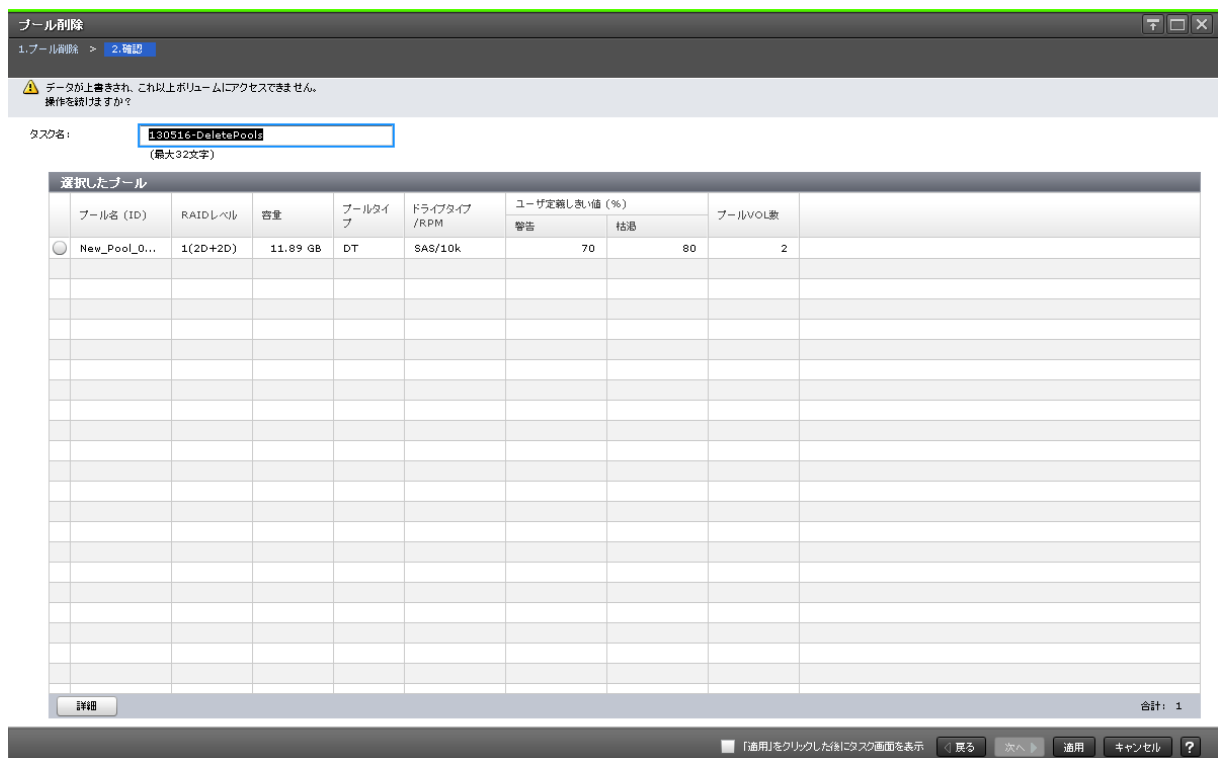 プール削除
1.プール削除 > 2.確認
データが上書きされ、これ以上ボリュームにアクセスできません。
操作を続けますか？
タスク名: 130516-DeletePools
(最大32文字)
選択したプール
プール名 (ID) RAIDレベル 容量 プールタイプ ドライブタイプ/RPM ユーザ定義しきい値 (%) プールVOL数
警告 枯渇
New_Pool_0... 1(2D+2D) 11.89 GB DT SAS/10k 70 80 2
詳細 合計: 1
「適用」をクリックした後にタスク画面を表示 戻る 次へ 適用 キャンセル ?